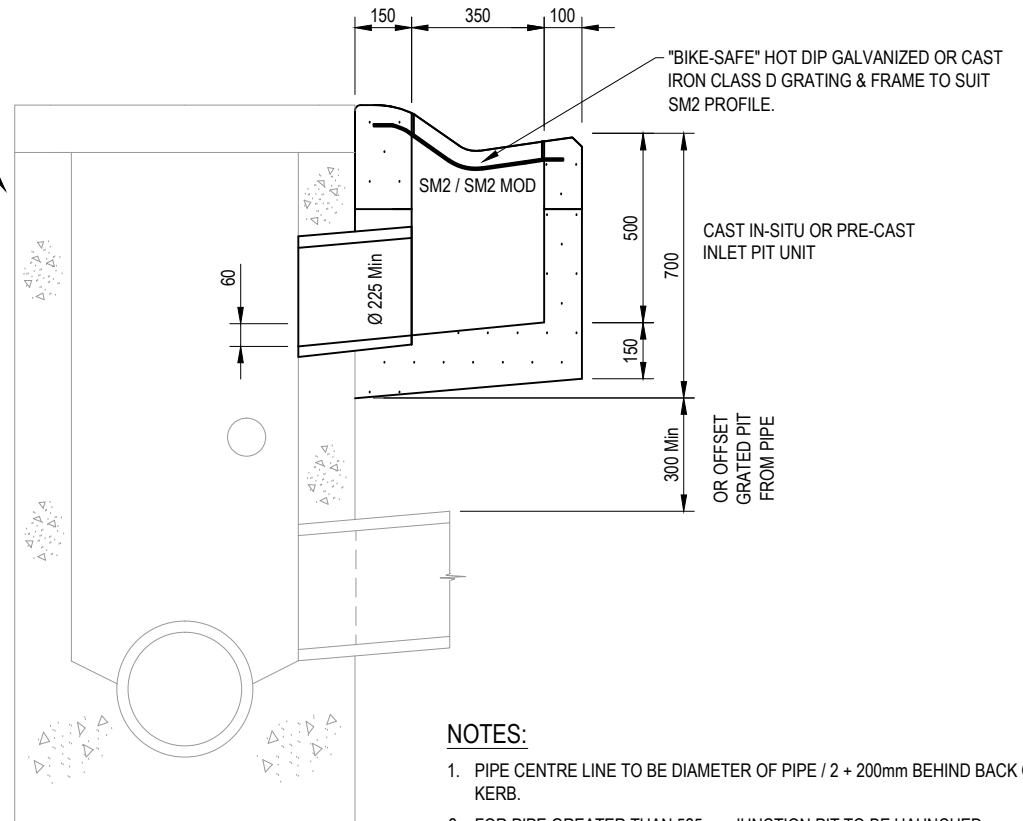 150
350
100
"BIKE-SAFE" HOT DIP GALVANIZED OR CAST
IRON CLASS D GRATING & FRAME TO SUIT
SM2 PROFILE.
SM2 / SM2 MOD
500
700
CAST IN-SITU OR PRE-CAST
INLET PIT UNIT
60
Ø 225 Min
150
300 Min
OR OFFSET
GRATED PIT
FROM PIPE
NOTES:
1. PIPE CENTRE LINE TO BE DIAMETER OF PIPE / 2 + 200mm BEHIND BACK
KERB.